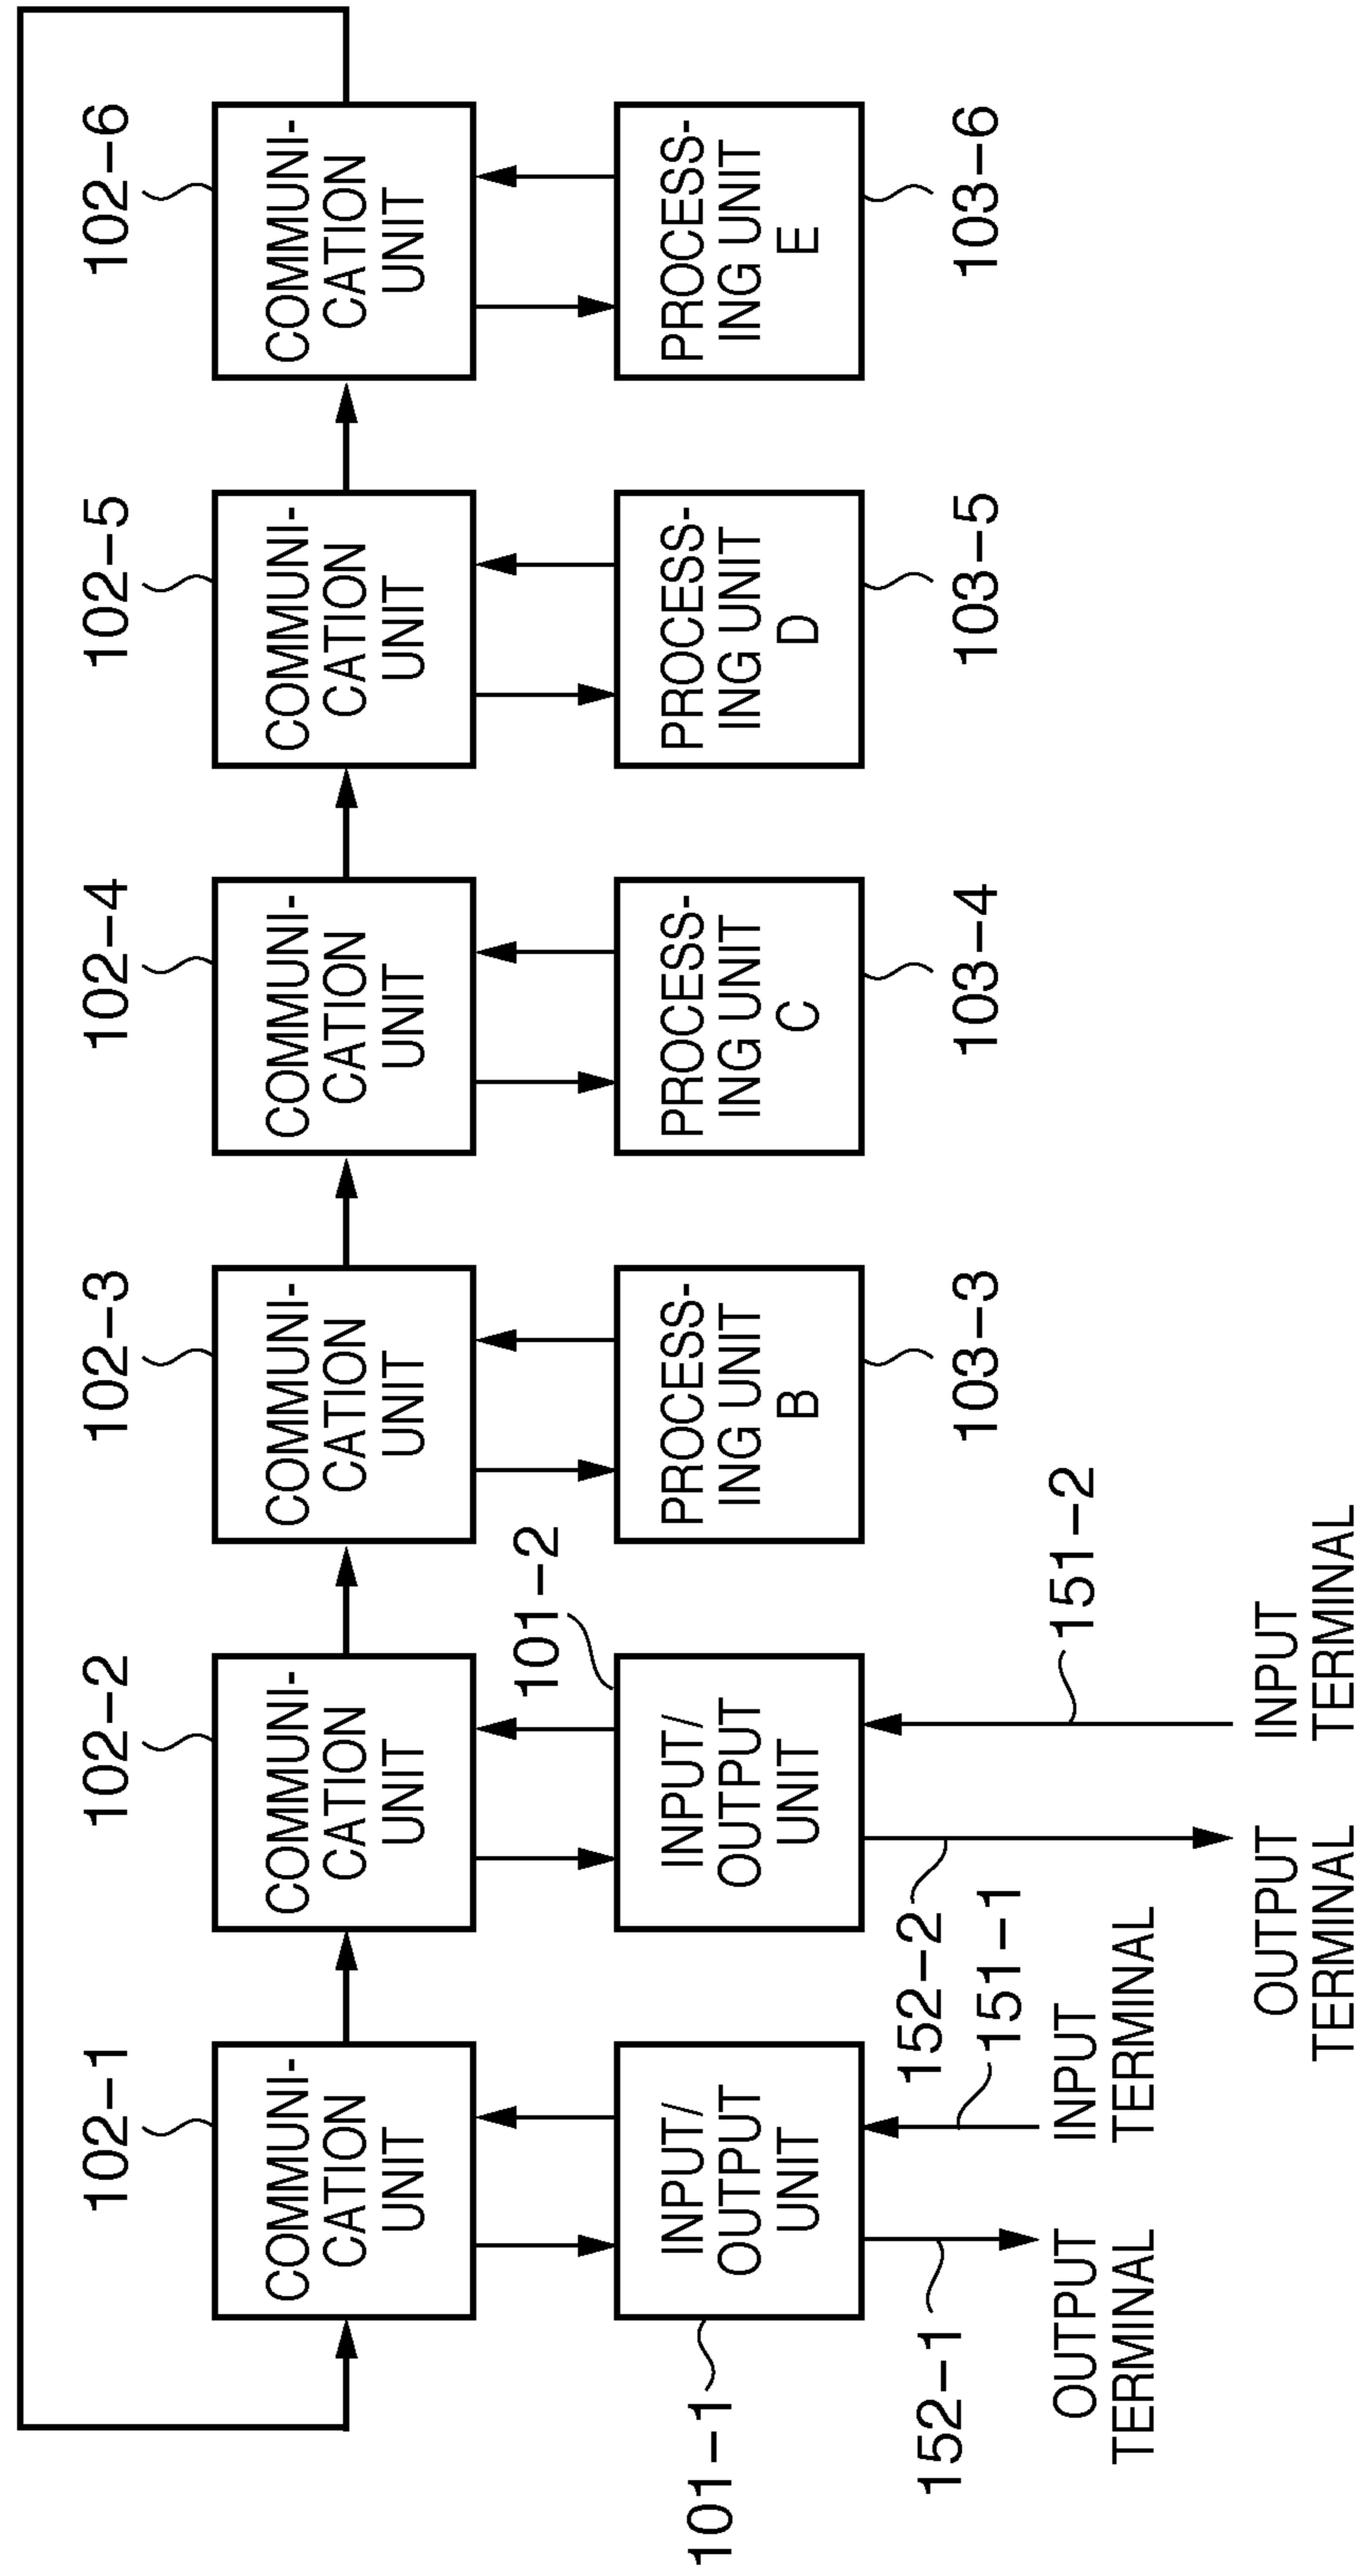 102-1
102-2
102-3
102-4
102-5
102-6
COMMUNI-
CATION
UNIT
COMMUNI-
CATION
UNIT
COMMUNI-
CATION
UNIT
COMMUNI-
CATION
UNIT
COMMUNI-
CATION
UNIT
COMMUNI-
CATION
UNIT
101-2
INPUT/
OUTPUT
UNIT
INPUT/
OUTPUT
UNIT
PROCESS-
ING UNIT
B
PROCESS-
ING UNIT
C
PROCESS-
ING UNIT
D
PROCESS-
ING UNIT
E
101-1
152-1
152-2
151-1
151-2
103-3
103-4
103-5
103-6
OUTPUT
TERMINAL
INPUT
TERMINAL
OUTPUT
TERMINAL
INPUT
TERMINAL